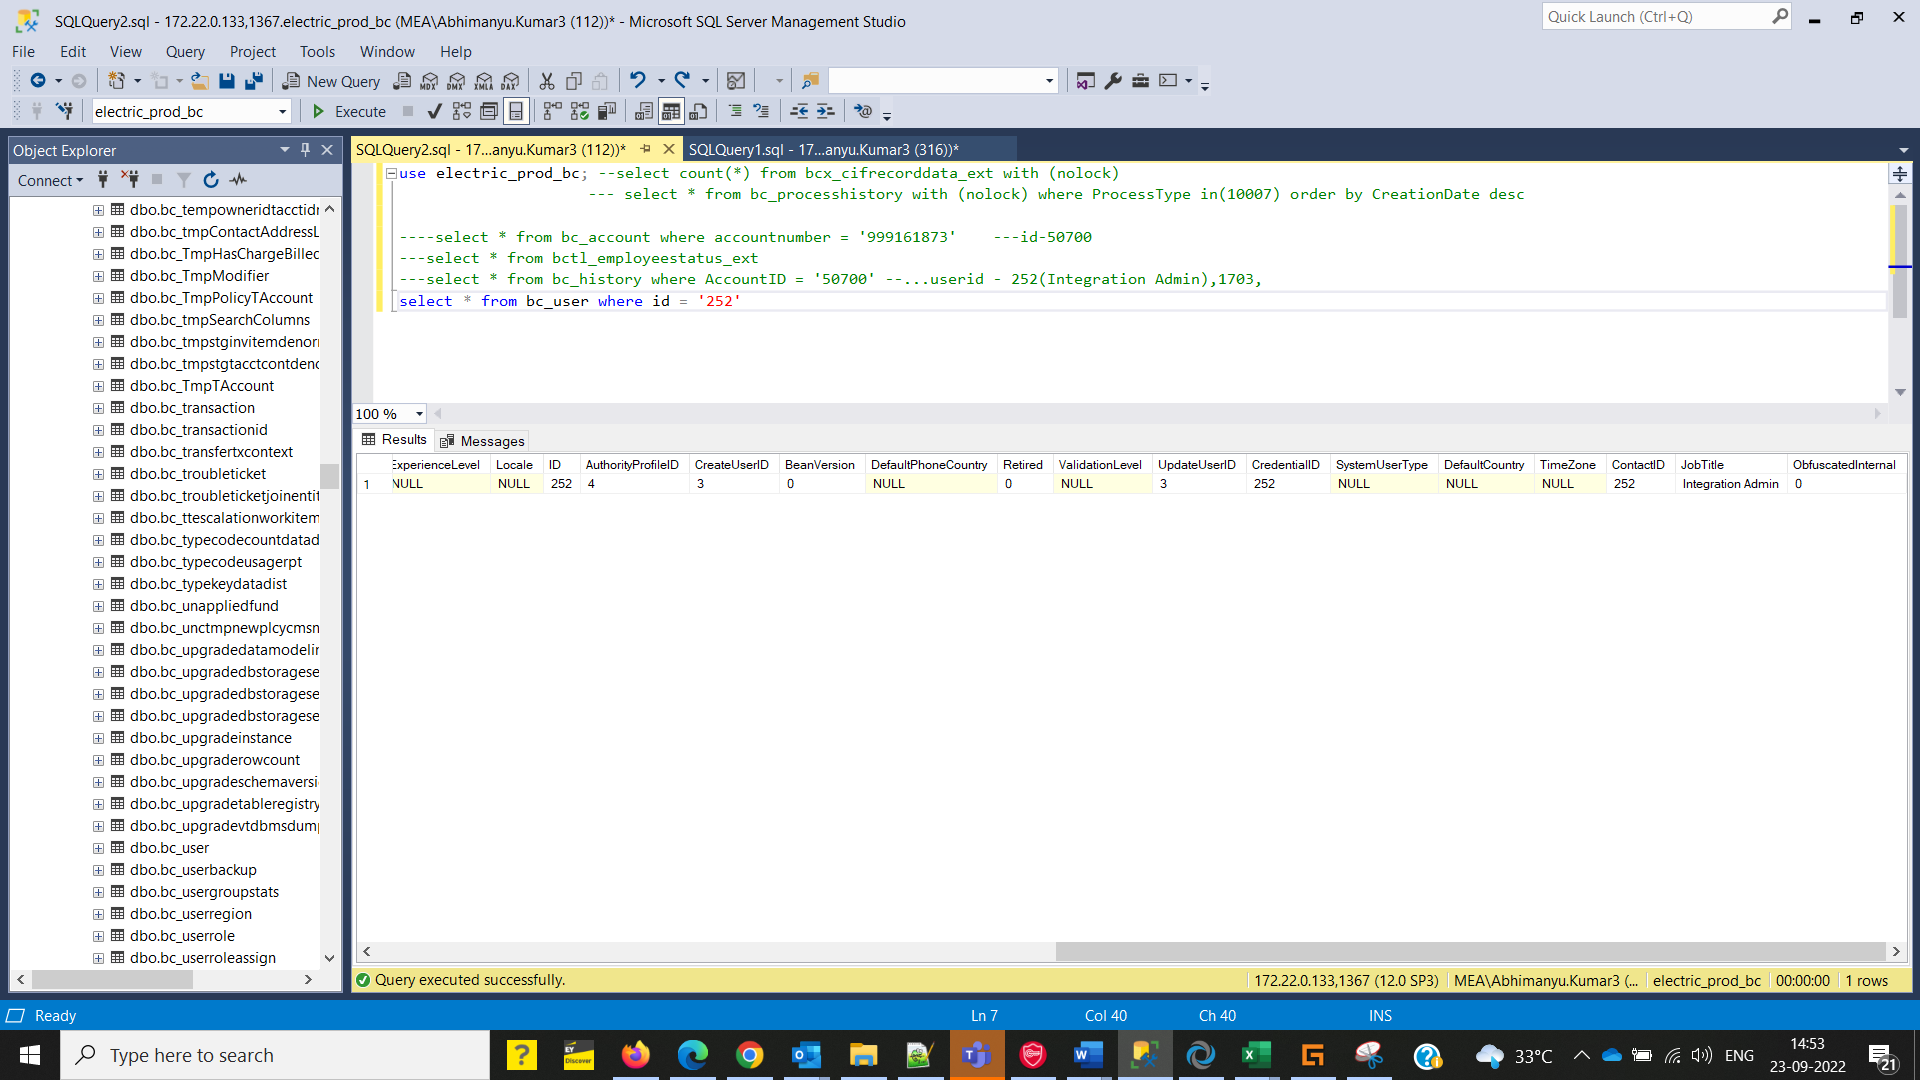 SQLQuery2.sql - 172.22.0.133,1367.electric_prod_bc (MEA\Abhimanyu.Kumar3 (112))* - Microsoft SQL Server Management Studio
Quick Launch (Ctrl+Q)
File Edit View Query Project Tools Window Help
New Query
electric_prod_bc
Execute
Object Explorer
Connect
dbo.bc_tempowneridtacctidr
dbo.bc_tmpContactAddressL
dbo.bc_TmpHasChargeBilled
dbo.bc_TmpModifier
dbo.bc_TmpPolicyTAccount
dbo.bc_tmpSearchColumns
dbo.bc_tmpstginvitemdenorr
dbo.bc_tmpstgtacctcontdenc
dbo.bc_TmpTAccount
dbo.bc_transaction
dbo.bc_transactionid
dbo.bc_transfertxcontext
dbo.bc_troubleticket
dbo.bc_troubleticketjoinentit
dbo.bc_ttescalationworkitem
dbo.bc_typecodecountdatad
dbo.bc_typecodeusagerpt
dbo.bc_typekeydatadist
dbo.bc_unappliedfund
dbo.bc_unctmpnewplcycmsn
dbo.bc_upgradedatamodelir
dbo.bc_upgradedbstoragese
dbo.bc_upgradedbstoragese
dbo.bc_upgradedbstoragese
dbo.bc_upgradeinstance
dbo.bc_upgraderowcount
dbo.bc_upgradeschemaversi
dbo.bc_upgradetableregistry
dbo.bc_upgradevtdbmsdump
dbo.bc_user
dbo.bc_userbackup
dbo.bc_usergroupstats
dbo.bc_userregion
dbo.bc_userrole
dbo.bc_userroleassign
SQLQuery2.sql - 17...anyu.Kumar3 (112))* SQLQuery1.sql - 17...anyu.Kumar3 (316))*
use electric_prod_bc; --select count(*) from bcx_cifrecorddata_ext with (nolock)
--- select * from bc_processhistory with (nolock) where ProcessType in(10007) order by CreationDate desc
----select * from bc_account where accountnumber = '999161873' ---id-50700
---select * from bctl_employeestatus_ext
---select * from bc_history where AccountID = '50700' --...userid - 252(Integration Admin),1703,
select * from bc_user where id = '252'
100 %
Results Messages
ExperienceLevel Locale ID AuthorityProfileID CreateUserID BeanVersion DefaultPhoneCountry Retired ValidationLevel UpdateUserID CredentialID SystemUserType DefaultCountry TimeZone ContactID JobTitle ObfuscatedInternal
1 NULL NULL 252 4 3 0 NULL 0 NULL 3 252 NULL NULL NULL 252 Integration Admin 0
Query executed successfully. 172.22.0.133,1367 (12.0 SP3) MEA\Abhimanyu.Kumar3 (... electric_prod_bc 00:00:00 1 rows
Ready Ln 7 Col 40 Ch 40 INS
Type here to search
EY Discover
33°C
ENG
14:53
23-09-2022
21